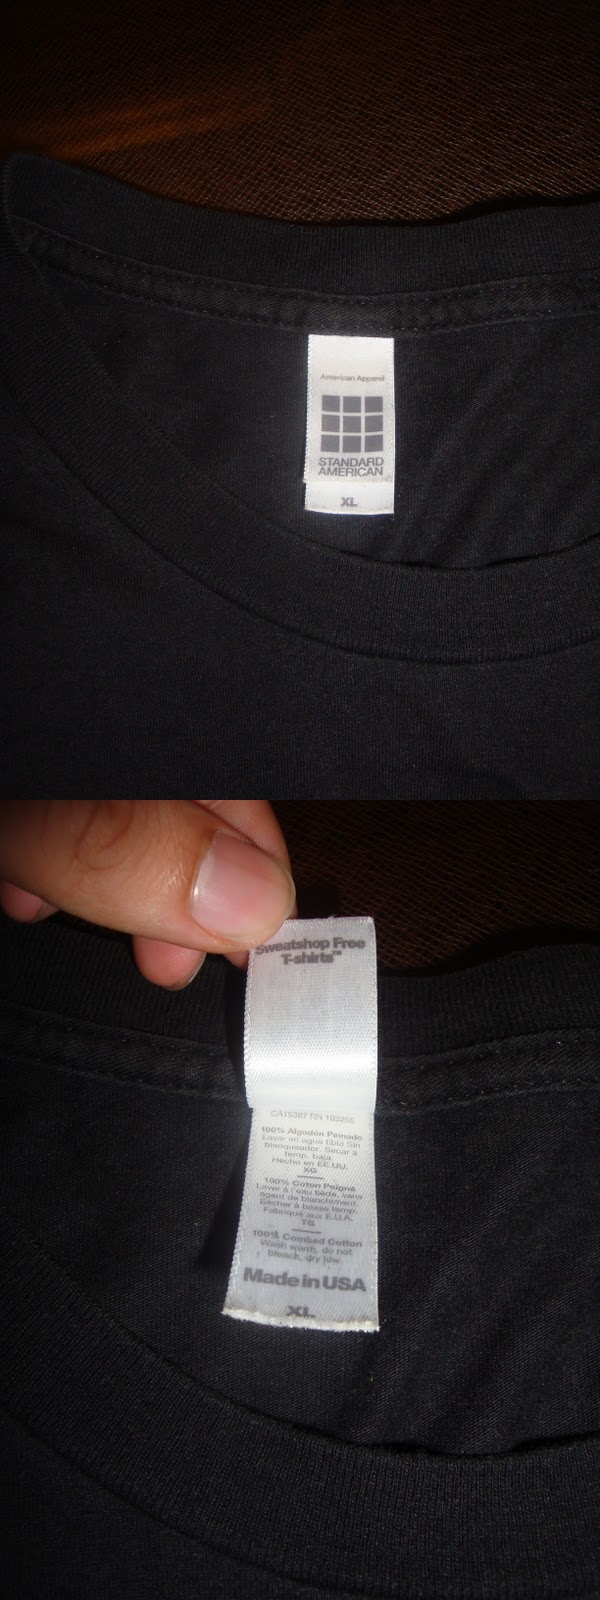 American Apparel
STANDARD
AMERICAN
XL
Sweatshop Free
T-shirts™
CA15387 RN 103255
100% Algodón Peinado
Lavar en agua tibia Sin
blanqueador. Secar a
temp. baja.
Hecho en EE.UU.
XG
100% Coton Peigné
Laver à l'eau tiède, sans
agent de blanchiment.
Sécher à basse temp.
Fabriqué aux É.U.A.
TG
100% Combed Cotton
Wash warm, do not
bleach, dry low.
Made in USA
XL